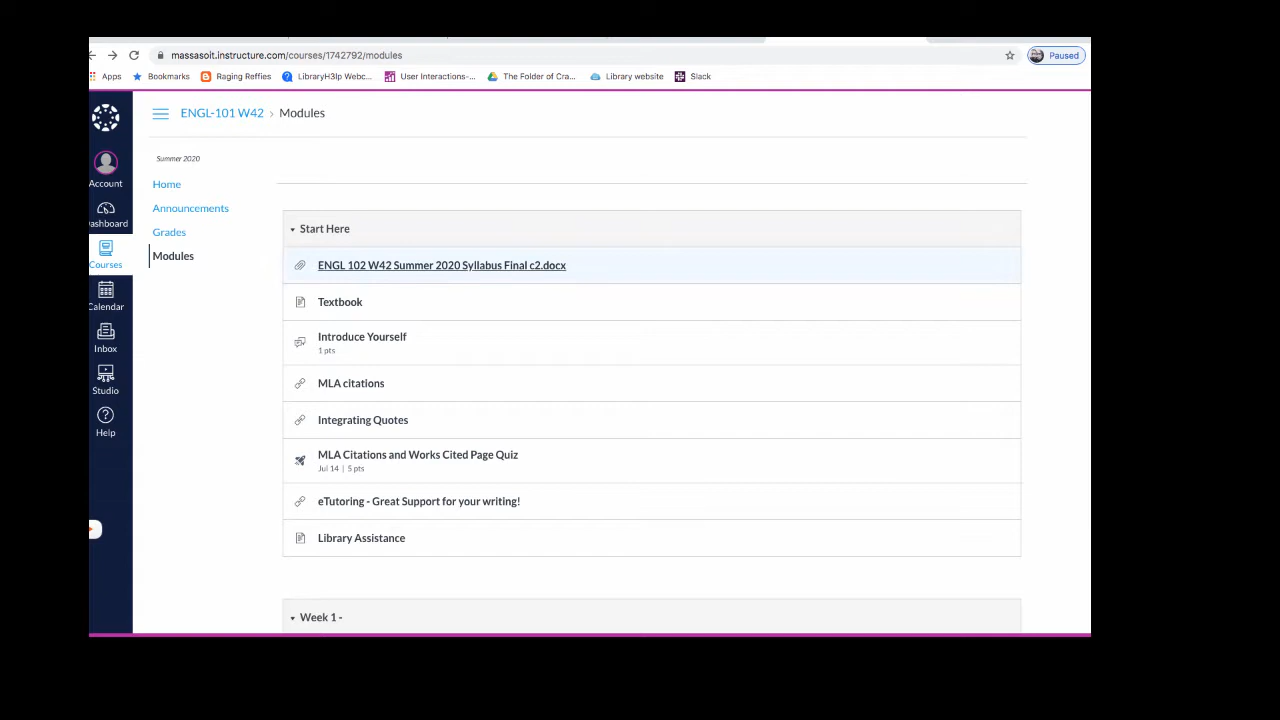 massasoit.instructure.com/courses/1742792/modules
Paused
Apps Bookmarks Raging Reffies LibraryH3lp Webc... User Interactions-... The Folder of Cra... Library website Slack
ENGL-101 W42 › Modules
Summer 2020
Account
Dashboard
Courses
Calendar
Inbox
Studio
Help
Home
Announcements
Grades
Modules
Start Here
ENGL 102 W42 Summer 2020 Syllabus Final c2.docx
Textbook
Introduce Yourself
1 pts
MLA citations
Integrating Quotes
MLA Citations and Works Cited Page Quiz
Jul 14 | 5 pts
eTutoring - Great Support for your writing!
Library Assistance
Week 1 -